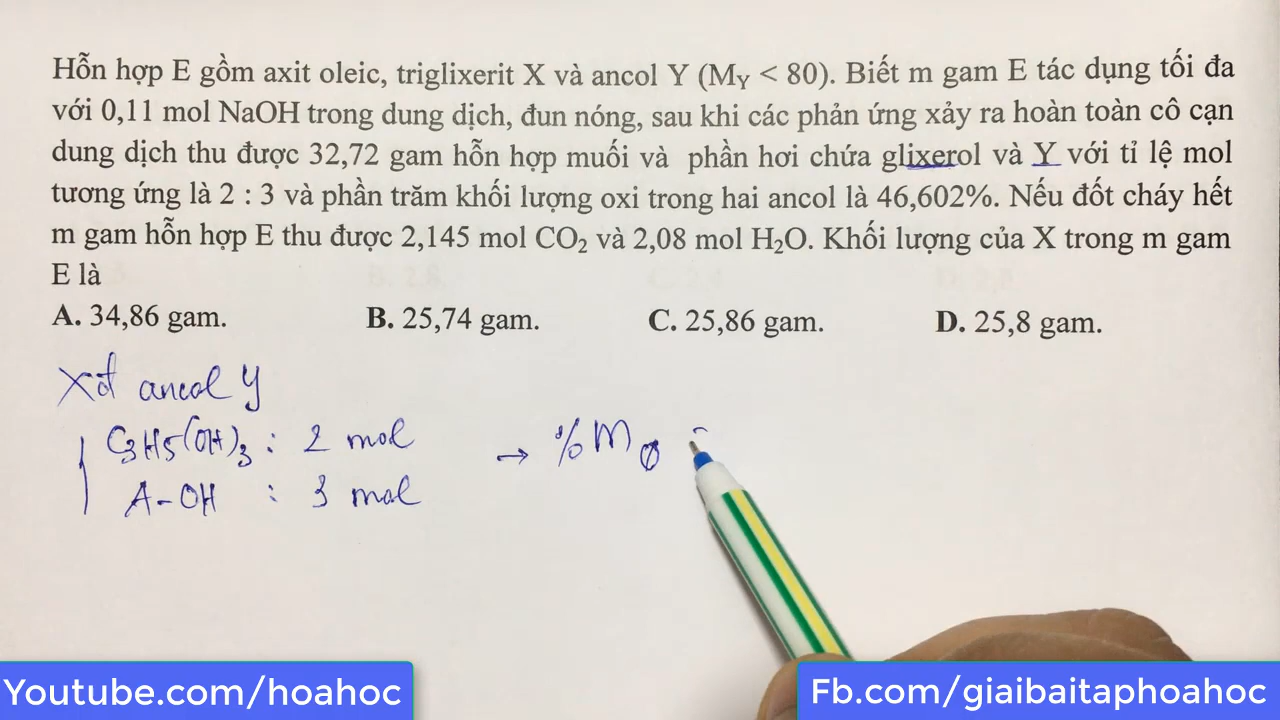 Hỗn hợp E gồm axit oleic, triglixerit X và ancol Y (M_Y < 80). Biết m gam E tác dụng tối đa
với 0,11 mol NaOH trong dung dịch, đun nóng, sau khi các phản ứng xảy ra hoàn toàn cô cạn
dung dịch thu được 32,72 gam hỗn hợp muối và phần hơi chứa glixerol và Y với tỉ lệ mol
tương ứng là 2 : 3 và phần trăm khối lượng oxi trong hai ancol là 46,602%. Nếu đốt cháy hết
m gam hỗn hợp E thu được 2,145 mol CO₂ và 2,08 mol H₂O. Khối lượng của X trong m gam
E là
A. 34,86 gam. B. 25,74 gam. C. 25,86 gam. D. 25,8 gam.
Xét ancol Y
C₃H₅(OH)₃ : 2 mol → %m_O
A-OH : 3 mol
Youtube.com/hoahoc Fb.com/giaibaitaphoahoc